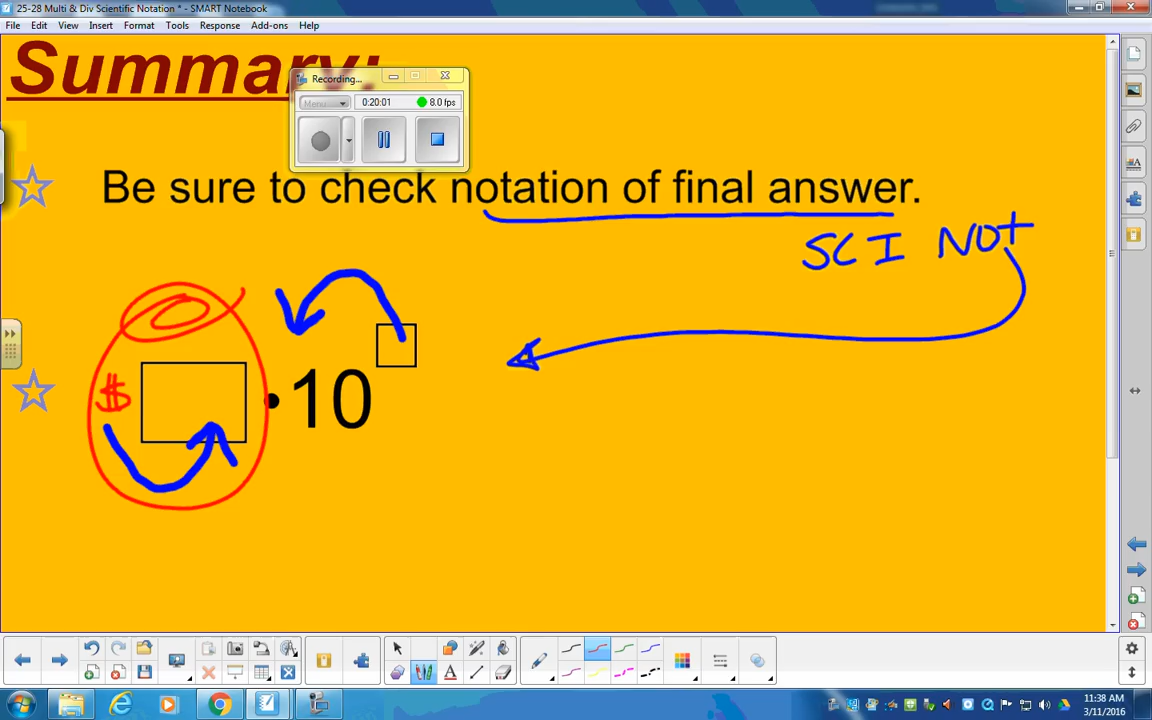 25-28 Multi & Div Scientific Notation * - SMART Notebook
File Edit View Insert Format Tools Response Add-ons Help
Summary:
Recording...
Menu
0:20:01
8.0 fps
Be sure to check notation of final answer.
SCI NOt
$ •10
11:38 AM
3/11/2016